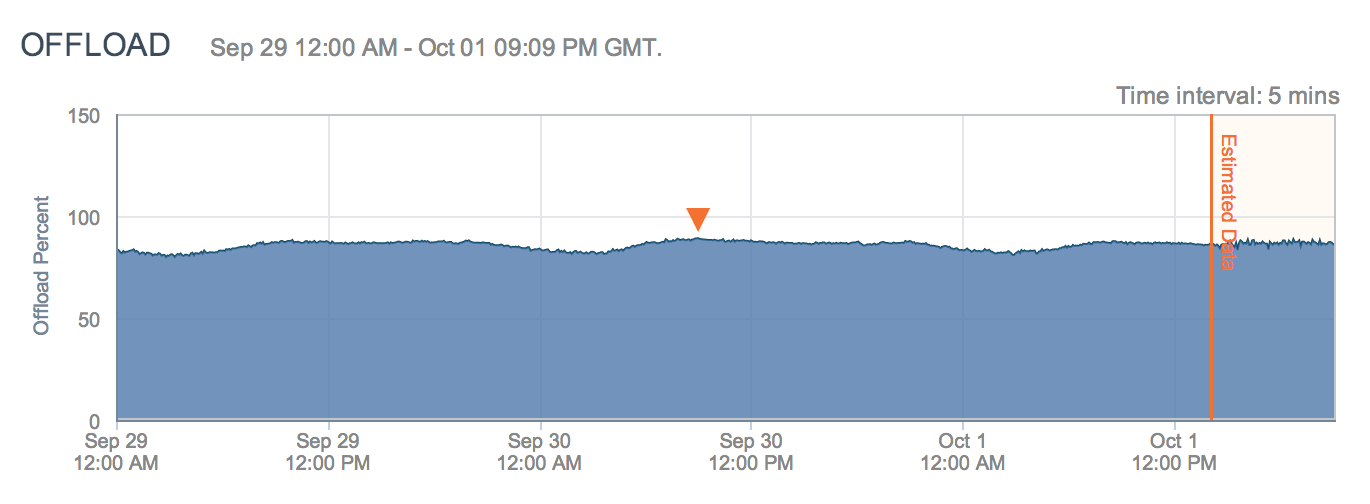 OFFLOAD Sep 29 12:00 AM - Oct 01 09:09 PM GMT.
Time interval: 5 mins
150
100
50
0
Offload Percent
Estimated Data
Sep 29 Sep 29 Sep 30 Sep 30 Oct 1 Oct 1
12:00 AM 12:00 PM 12:00 AM 12:00 PM 12:00 AM 12:00 PM